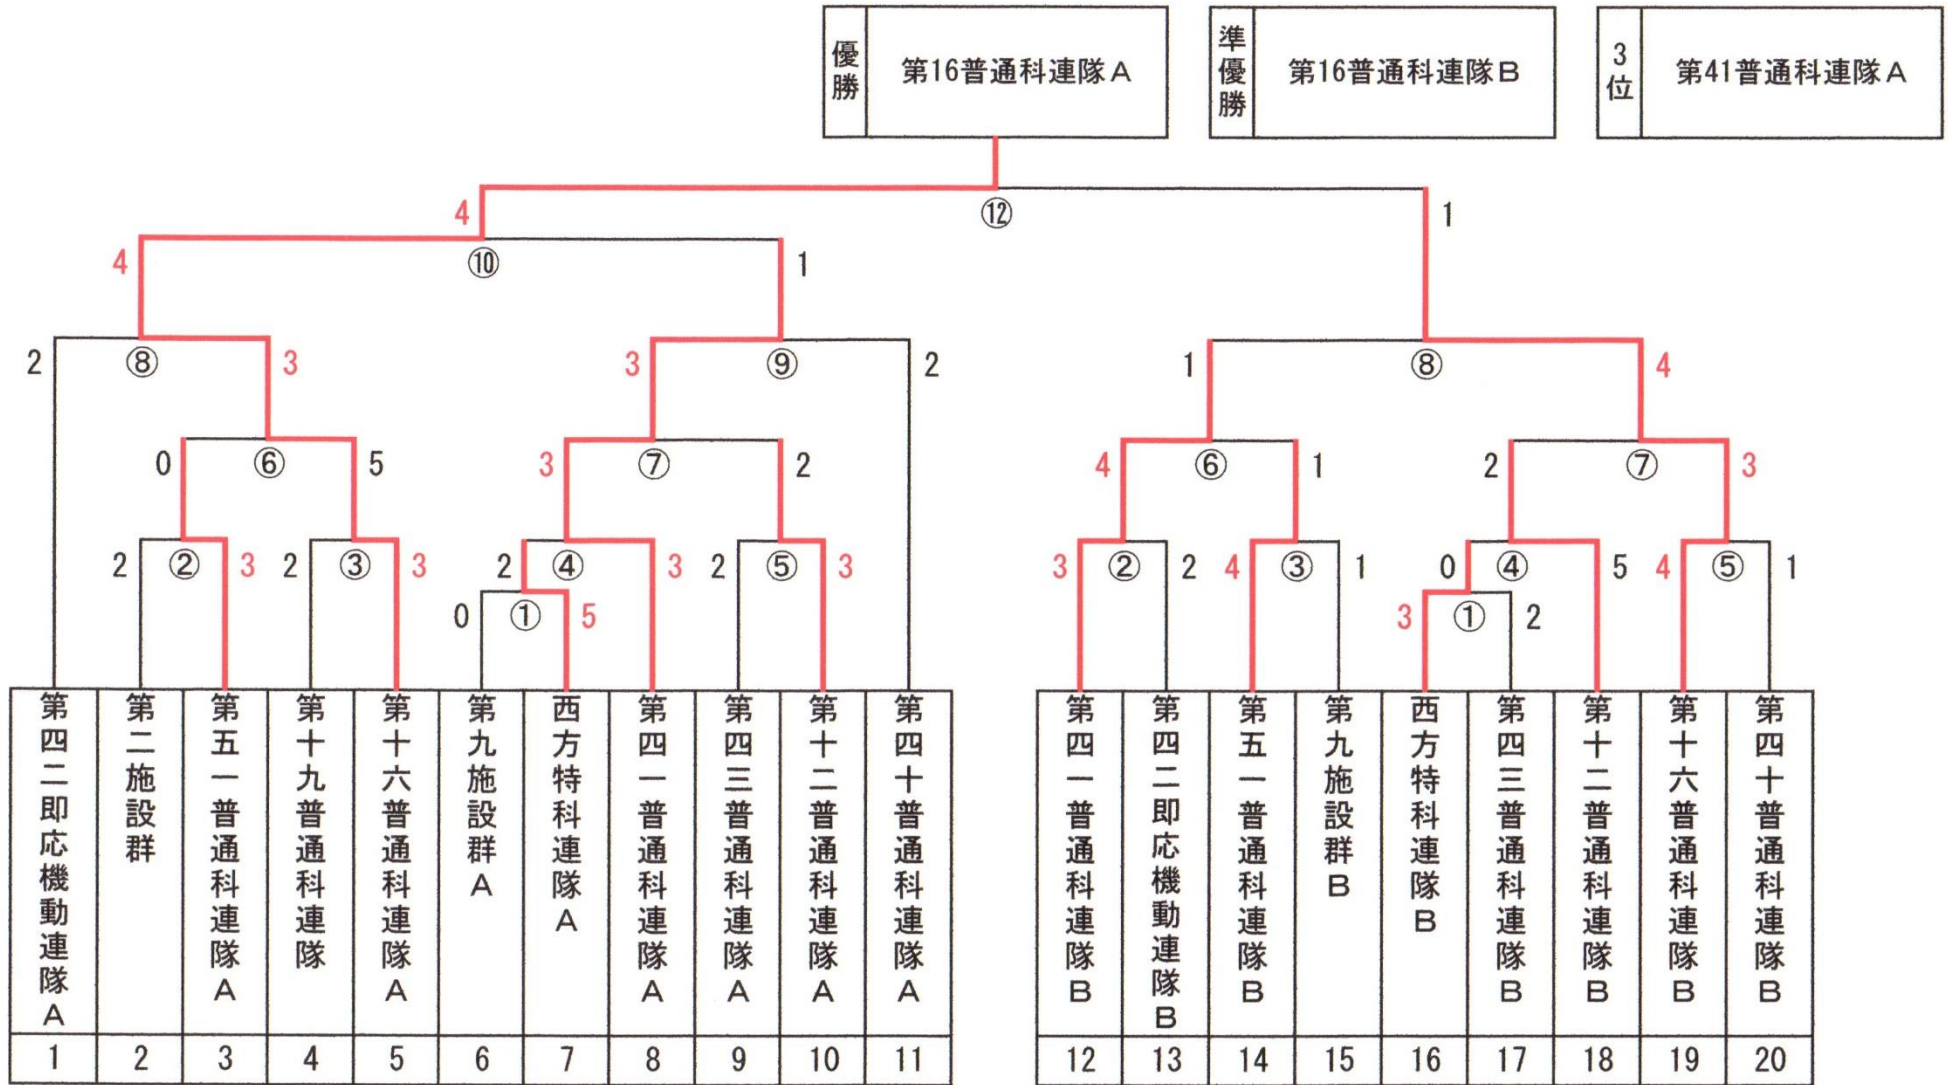 優勝
第16普通科連隊A
準優勝
第16普通科連隊B
3位
第41普通科連隊A
4
⑫
1
4
⑩
1
2
⑧
3
3
⑨
2
1
⑧
4
0
⑥
5
3
⑦
2
4
⑥
1
2
⑦
3
2
②
3
2
③
3
2
④
3
2
⑤
3
3
②
2
4
③
1
0
④
5
4
⑤
1
0
①
5
3
①
2
第四二即応機動連隊A
第二施設群
第五一普通科連隊A
第十九普通科連隊
第十六普通科連隊A
第九施設群A
西方特科連隊A
第四一普通科連隊A
第四三普通科連隊A
第十二普通科連隊A
第四十普通科連隊A
第四一普通科連隊B
第四二即応機動連隊B
第五一普通科連隊B
第九施設群B
西方特科連隊B
第四三普通科連隊B
第十二普通科連隊B
第十六普通科連隊B
第四十普通科連隊B
1 2 3 4 5 6 7 8 9 10 11
12 13 14 15 16 17 18 19 20